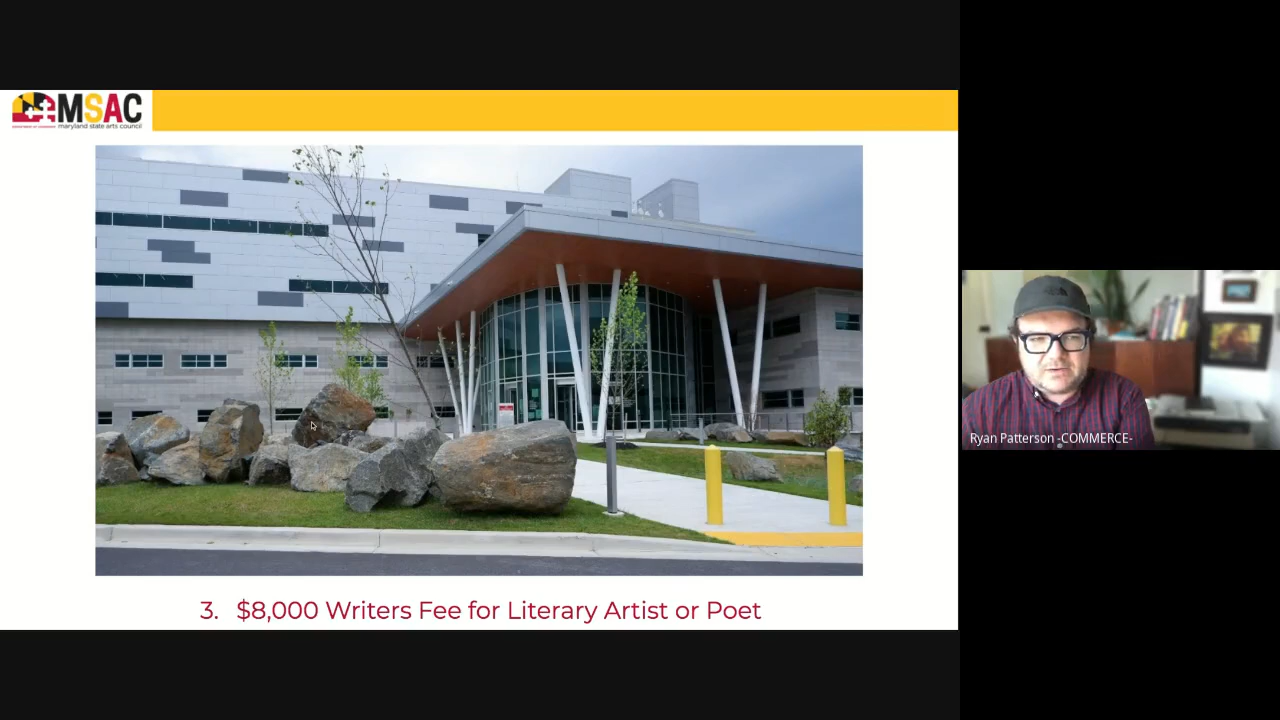 MSAC
maryland state arts council
3. $8,000 Writers Fee for Literary Artist or Poet
Ryan Patterson -COMMERCE-